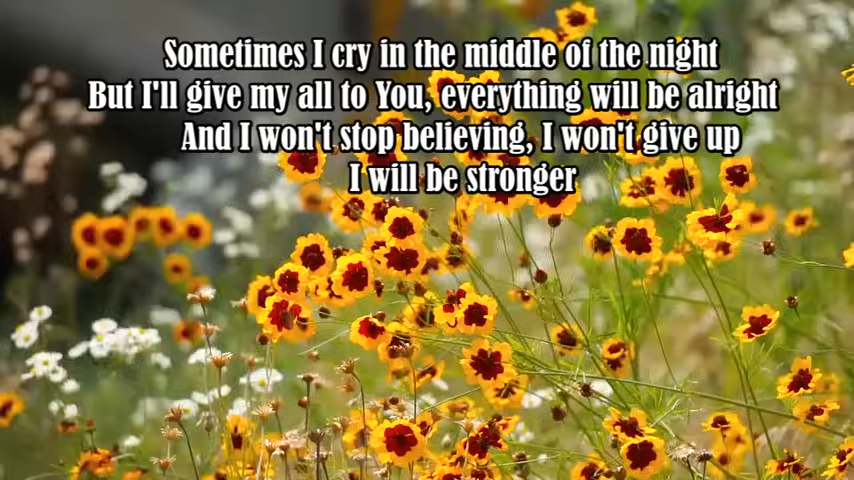 Sometimes I cry in the middle of the night
But I'll give my all to You, everything will be alright
And I won't stop believing, I won't give up
I will be stronger